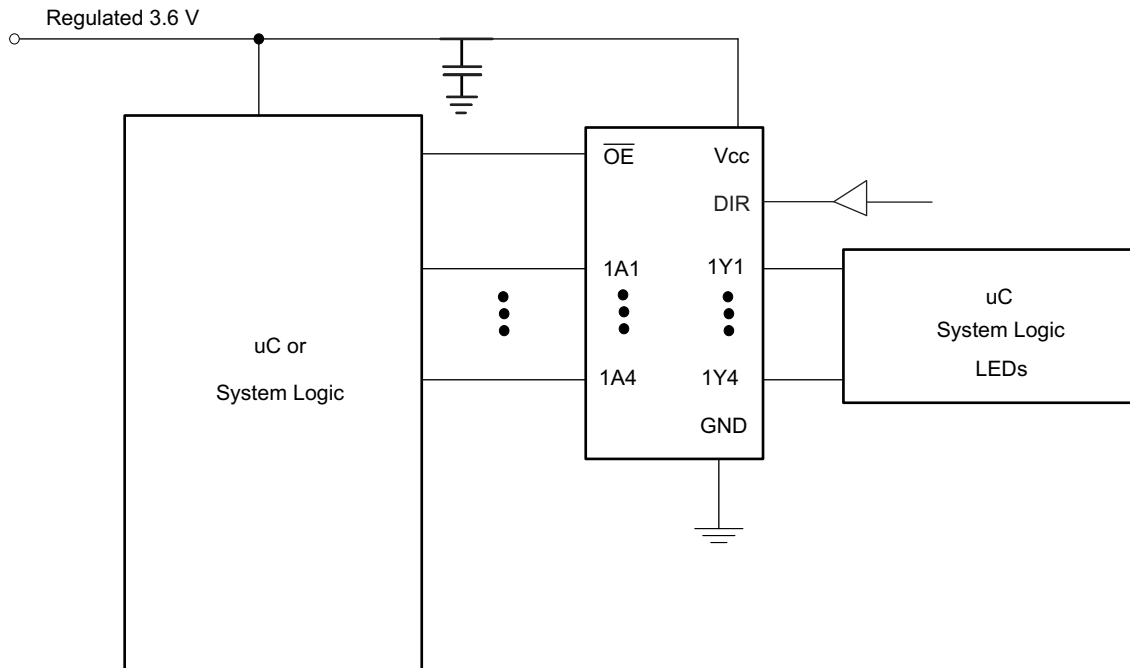 Regulated 3.6 V
OE Vcc
DIR
1A1 1Y1
uC or
System Logic
1A4 1Y4
GND
uC
System Logic
LEDs